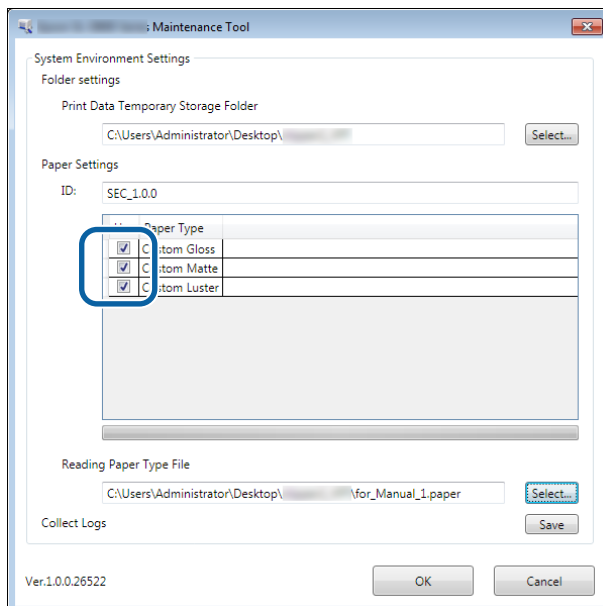 s Maintenance Tool
System Environment Settings
Folder settings
Print Data Temporary Storage Folder
C:\Users\Administrator\Desktop\
Select...
Paper Settings
ID:
SEC_1.0.0
Paper Type
Custom Gloss
Custom Matte
Custom Luster
Reading Paper Type File
C:\Users\Administrator\Desktop\ \for_Manual_1.paper
Select...
Collect Logs
Save
Ver.1.0.0.26522
OK
Cancel